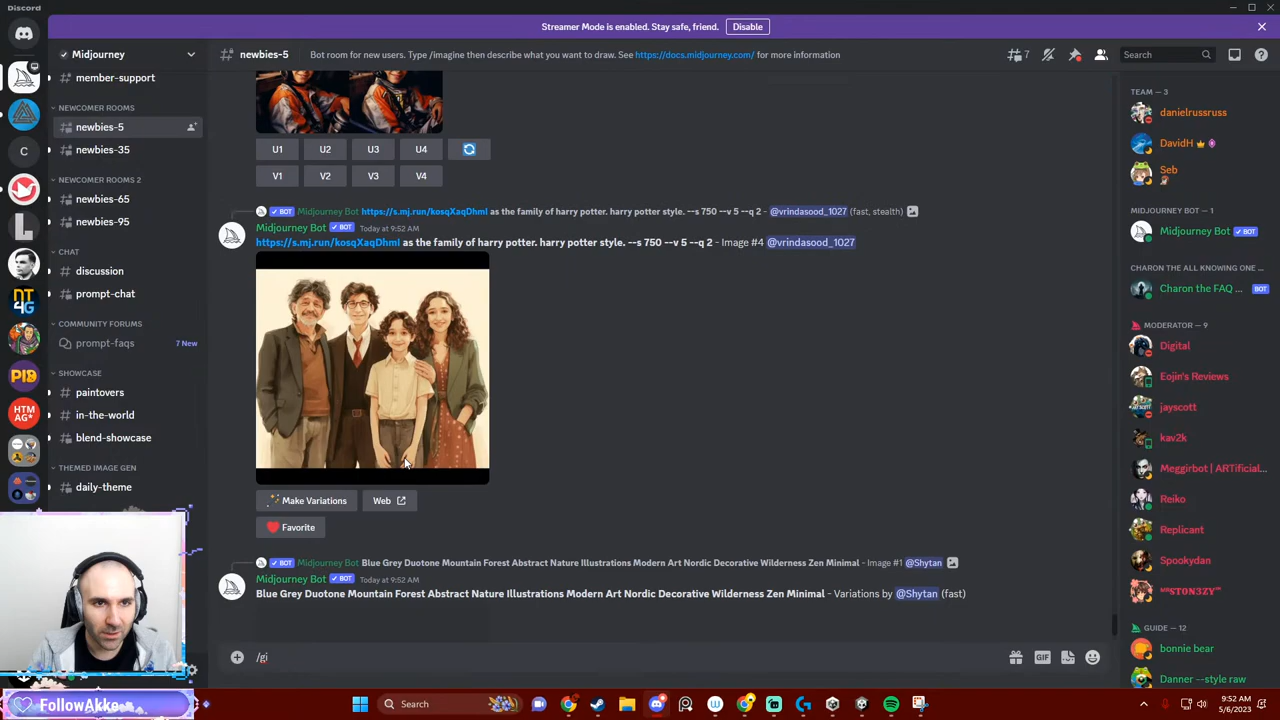 Discord
Streamer Mode is enabled. Stay safe, friend. Disable
Midjourney
newbies-5 Bot room for new users. Type /imagine then describe what you want to draw. See https://docs.midjourney.com/ for more information
7
Search
member-support
NEWCOMER ROOMS
newbies-5
newbies-35
NEWCOMER ROOMS 2
newbies-65
newbies-95
CHAT
discussion
prompt-chat
COMMUNITY FORUMS
prompt-faqs 7 New
SHOWCASE
paintovers
in-the-world
blend-showcase
THEMED IMAGE GEN
daily-theme
C
NT
4G
PID
HTM
AG*
U1 U2 U3 U4
V1 V2 V3 V4
BOT Midjourney Bot https://s.mj.run/kosqXaqDhmI as the family of harry potter. harry potter style. --s 750 --v 5 --q 2 - @vrindasood_1027 (fast, stealth)
Midjourney Bot BOT Today at 9:52 AM
https://s.mj.run/kosqXaqDhmI as the family of harry potter. harry potter style. --s 750 --v 5 --q 2 - Image #4 @vrindasood_1027
Make Variations Web
Favorite
BOT Midjourney Bot Blue Grey Duotone Mountain Forest Abstract Nature Illustrations Modern Art Nordic Decorative Wilderness Zen Minimal - Image #1 @Shytan
Midjourney Bot BOT Today at 9:52 AM
Blue Grey Duotone Mountain Forest Abstract Nature Illustrations Modern Art Nordic Decorative Wilderness Zen Minimal - Variations by @Shytan (fast)
/gi
GIF
TEAM — 3
danielrussruss
DavidH
Seb
MIDJOURNEY BOT — 1
Midjourney Bot BOT
CHARON THE ALL KNOWING ONE ...
Charon the FAQ ... BOT
MODERATOR — 9
Digital
Eojin's Reviews
jayscott
kav2k
Meggirbot | ARTificial...
Reiko
Replicant
Spookydan
GUIDE — 12
bonnie bear
Danner --style raw
FollowAkke
Search
9:52 AM
5/6/2023